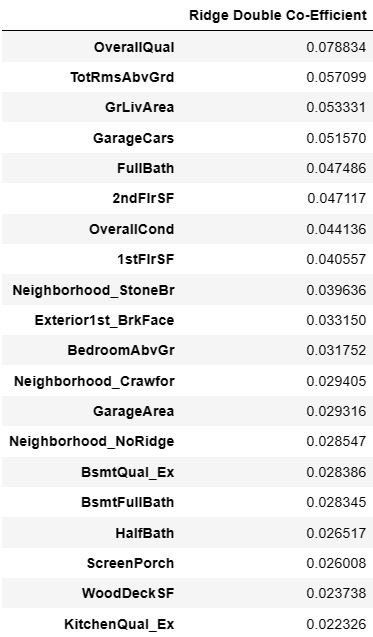 Ridge Double Co-Efficient
OverallQual 0.078834
TotRmsAbvGrd 0.057099
GrLivArea 0.053331
GarageCars 0.051570
FullBath 0.047486
2ndFlrSF 0.047117
OverallCond 0.044136
1stFlrSF 0.040557
Neighborhood_StoneBr 0.039636
Exterior1st_BrkFace 0.033150
BedroomAbvGr 0.031752
Neighborhood_Crawfor 0.029405
GarageArea 0.029316
Neighborhood_NoRidge 0.028547
BsmtQual_Ex 0.028386
BsmtFullBath 0.028345
HalfBath 0.026517
ScreenPorch 0.026008
WoodDeckSF 0.023738
KitchenQual_Ex 0.022326